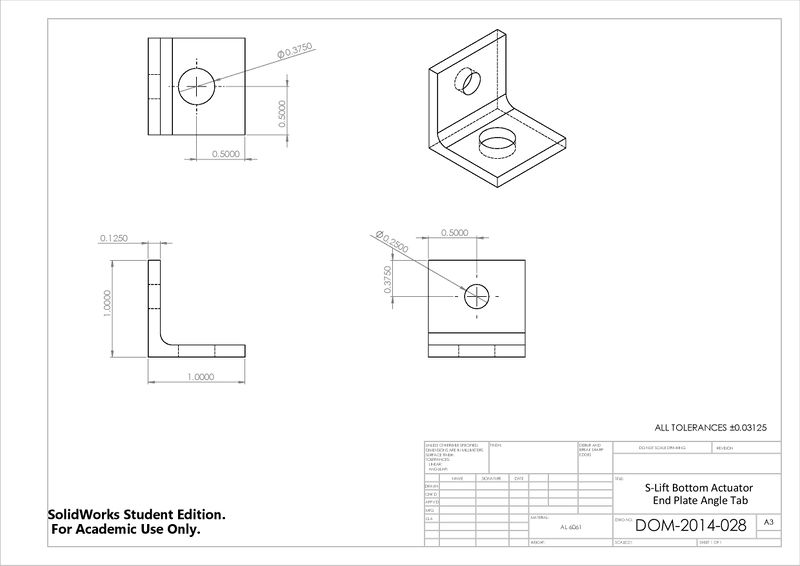 Ø0.3750
0.5000
0.5000
0.1250
1.0000
1.0000
Ø0.2500
0.5000
0.3750
ALL TOLERANCES ±0.03125
UNLESS OTHERWISE SPECIFIED:
DIMENSIONS ARE IN MILLIMETERS
SURFACE FINISH:
TOLERANCES:
LINEAR:
ANGULAR:
FINISH:
DEBUR AND
BREAK SHARP
EDGES
DO NOT SCALE DRAWING
REVISION
NAME
SIGNATURE
DATE
TITLE:
DRAWN
CHK'D
APPV'D
MFG
Q.A
S-Lift Bottom Actuator
End Plate Angle Tab
MATERIAL:
AL 6061
DWG NO.
DOM-2014-028
A3
WEIGHT:
SHEET 1 OF 1
SolidWorks Student Edition.
For Academic Use Only.